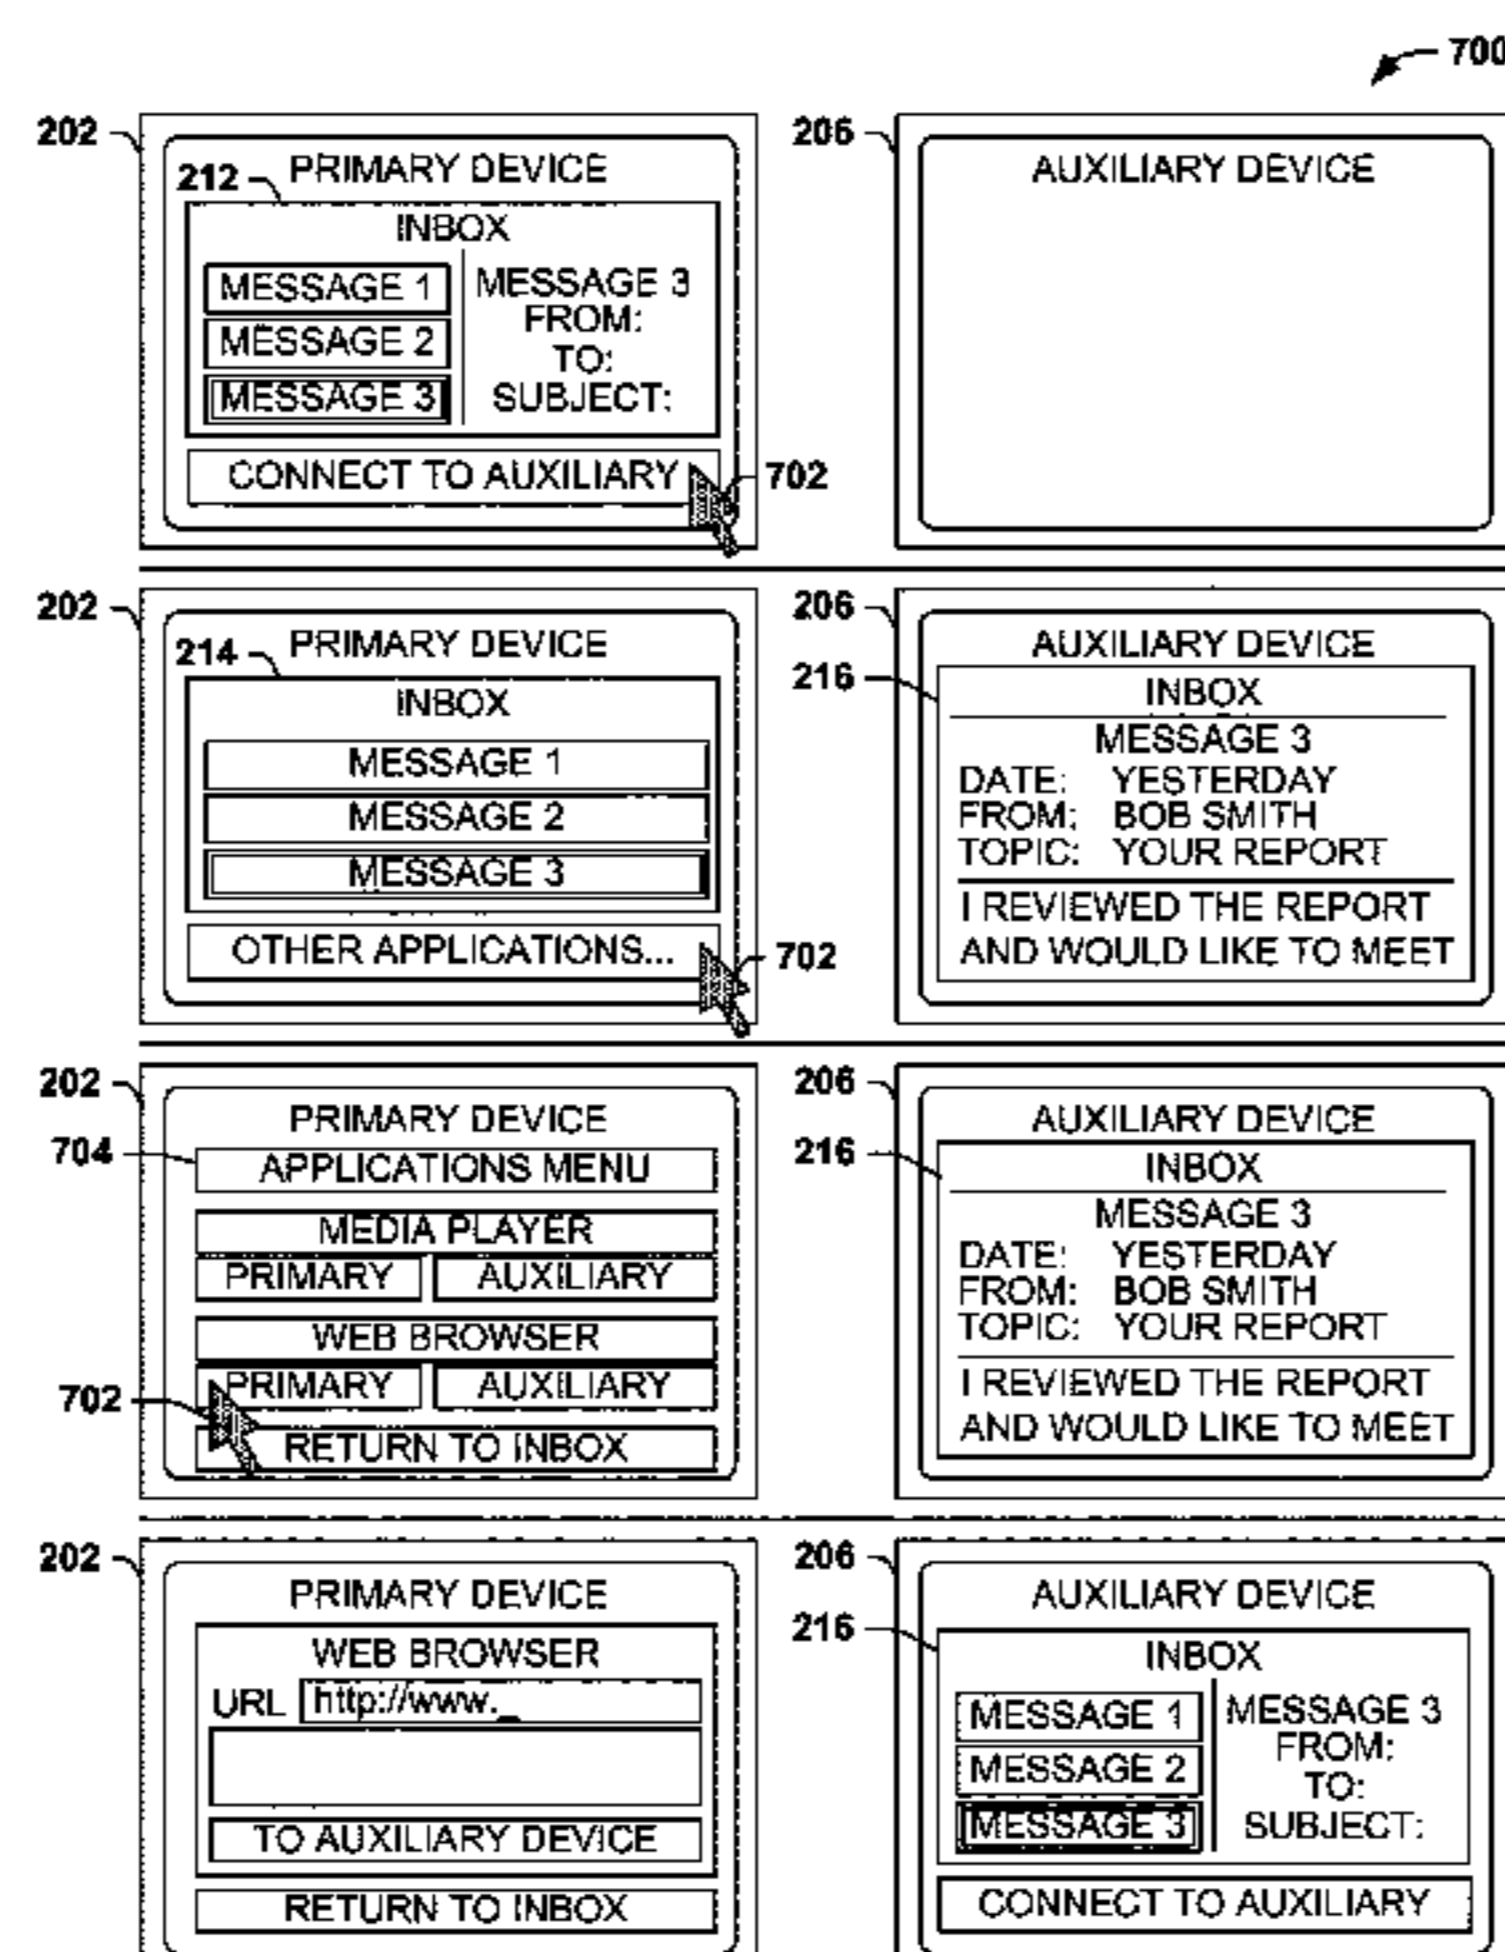 700
202
206
PRIMARY DEVICE
AUXILIARY DEVICE
212
INBOX
MESSAGE 1
MESSAGE 2
MESSAGE 3
MESSAGE 3
FROM:
TO:
SUBJECT:
CONNECT TO AUXILIARY
702
202
206
PRIMARY DEVICE
214
INBOX
MESSAGE 1
MESSAGE 2
MESSAGE 3
OTHER APPLICATIONS...
702
AUXILIARY DEVICE
216
INBOX
MESSAGE 3
DATE: YESTERDAY
FROM: BOB SMITH
TOPIC: YOUR REPORT
I REVIEWED THE REPORT
AND WOULD LIKE TO MEET
202
206
PRIMARY DEVICE
704
APPLICATIONS MENU
MEDIA PLAYER
PRIMARY AUXILIARY
WEB BROWSER
PRIMARY AUXILIARY
702
RETURN TO INBOX
AUXILIARY DEVICE
216
INBOX
MESSAGE 3
DATE: YESTERDAY
FROM: BOB SMITH
TOPIC: YOUR REPORT
I REVIEWED THE REPORT
AND WOULD LIKE TO MEET
202
206
PRIMARY DEVICE
WEB BROWSER
URL http://www._
TO AUXILIARY DEVICE
RETURN TO INBOX
AUXILIARY DEVICE
216
INBOX
MESSAGE 1
MESSAGE 2
MESSAGE 3
MESSAGE 3
FROM:
TO:
SUBJECT:
CONNECT TO AUXILIARY